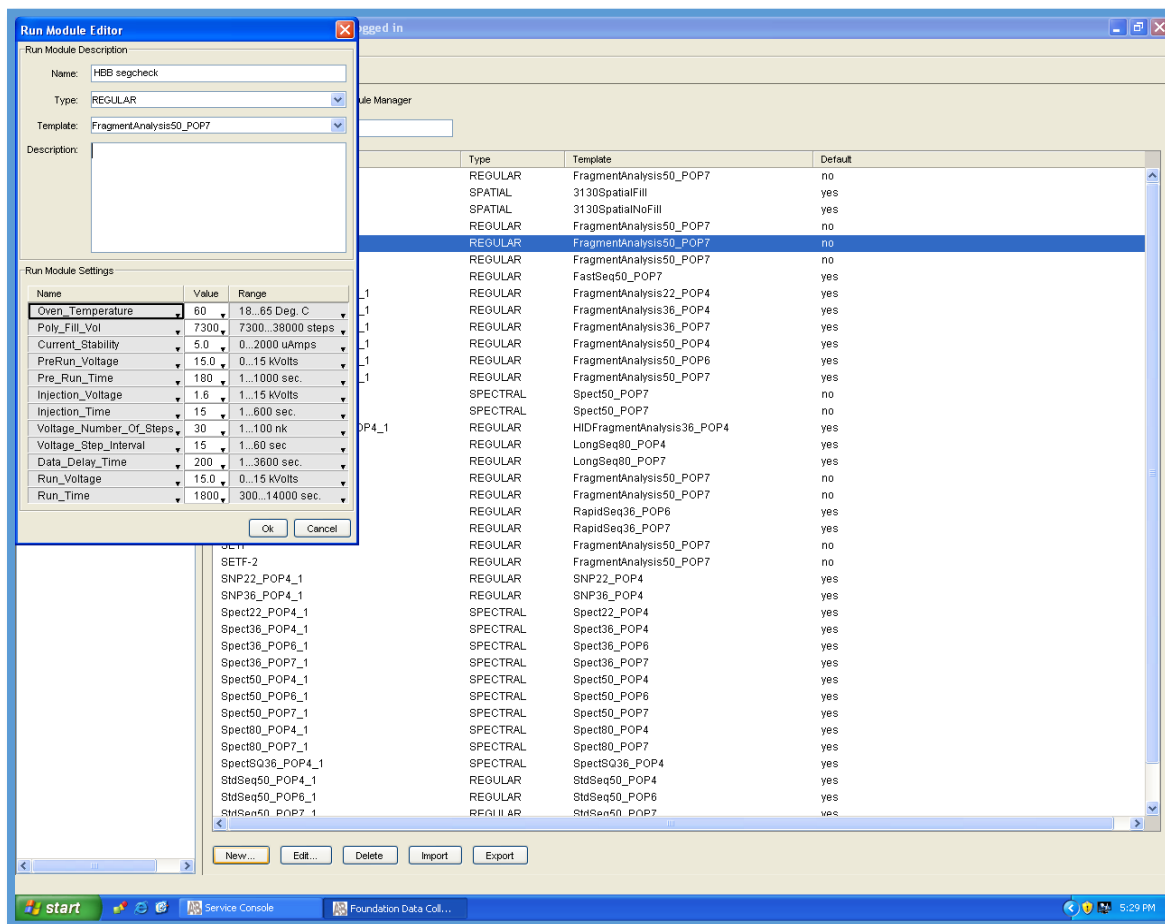 Run Module Editor
ogged in
Run Module Description
Name: HBB segcheck
Type: REGULAR
ule Manager
Template: FragmentAnalysis50_POP7
Description:
Type Template Default
REGULAR FragmentAnalysis50_POP7 no
SPATIAL 3130SpatialFill yes
SPATIAL 3130SpatialNoFill yes
REGULAR FragmentAnalysis50_POP7 no
REGULAR FragmentAnalysis50_POP7 no
REGULAR FragmentAnalysis50_POP7 no
REGULAR FastSeq50_POP7 yes
_1 REGULAR FragmentAnalysis22_POP4 yes
_1 REGULAR FragmentAnalysis36_POP4 yes
_1 REGULAR FragmentAnalysis36_POP7 yes
_1 REGULAR FragmentAnalysis50_POP4 yes
_1 REGULAR FragmentAnalysis50_POP6 yes
_1 REGULAR FragmentAnalysis50_POP7 yes
SPECTRAL Spect50_POP7 no
SPECTRAL Spect50_POP7 no
OP4_1 REGULAR HIDFragmentAnalysis36_POP4 yes
REGULAR LongSeq80_POP4 yes
REGULAR LongSeq80_POP7 yes
REGULAR FragmentAnalysis50_POP7 no
REGULAR FragmentAnalysis50_POP7 no
REGULAR RapidSeq36_POP6 yes
REGULAR RapidSeq36_POP7 yes
Run Module Settings
Name Value Range
Oven_Temperature 60 18...65 Deg. C
Poly_Fill_Vol 7300 7300...38000 steps
Current_Stability 5.0 0...2000 uAmps
PreRun_Voltage 15.0 0...15 kVolts
Pre_Run_Time 180 1...1000 sec.
Injection_Voltage 1.6 1...15 kVolts
Injection_Time 15 1...600 sec.
Voltage_Number_Of_Steps 30 1...100 nk
Voltage_Step_Interval 15 1...60 sec
Data_Delay_Time 200 1...3600 sec.
Run_Voltage 15.0 0...15 kVolts
Run_Time 1800 300...14000 sec.
Ok Cancel
SETF REGULAR FragmentAnalysis50_POP7 no
SETF-2 REGULAR FragmentAnalysis50_POP7 no
SNP22_POP4_1 REGULAR SNP22_POP4 yes
SNP36_POP4_1 REGULAR SNP36_POP4 yes
Spect22_POP4_1 SPECTRAL Spect22_POP4 yes
Spect36_POP4_1 SPECTRAL Spect36_POP4 yes
Spect36_POP6_1 SPECTRAL Spect36_POP6 yes
Spect36_POP7_1 SPECTRAL Spect36_POP7 yes
Spect50_POP4_1 SPECTRAL Spect50_POP4 yes
Spect50_POP6_1 SPECTRAL Spect50_POP6 yes
Spect50_POP7_1 SPECTRAL Spect50_POP7 yes
Spect80_POP4_1 SPECTRAL Spect80_POP4 yes
Spect80_POP7_1 SPECTRAL Spect80_POP7 yes
SpectSQ36_POP4_1 SPECTRAL SpectSQ36_POP4 yes
StdSeq50_POP4_1 REGULAR StdSeq50_POP4 yes
StdSeq50_POP6_1 REGULAR StdSeq50_POP6 yes
StdSeq50_POP7_1 REGULAR StdSeq50_POP7 yes
New... Edit... Delete Import Export
start Service Console Foundation Data Coll... 5:29 PM